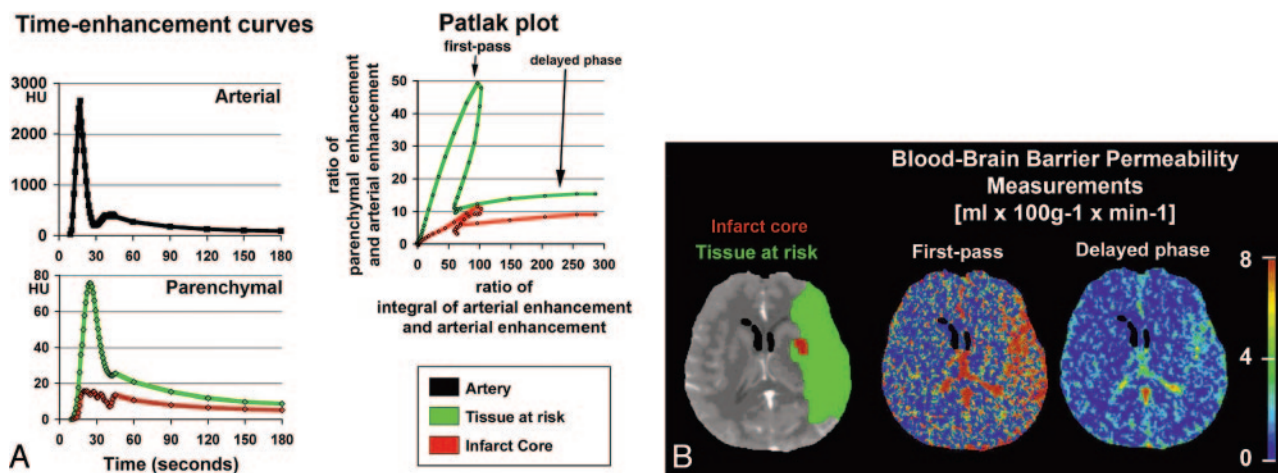 Time-enhancement curves
3000
HU
Arterial
2000
1000
0
0 30 60 90 120 150 180
80
HU
Parenchymal
60
40
20
0
0 30 60 90 120 150 180
Time (seconds)
A
Patlak plot
first-pass
delayed phase
ratio of
parenchymal enhancement
and arterial enhancement
50
40
30
20
10
0
0 50 100 150 200 250 300
ratio of
integral of arterial enhancement
and arterial enhancement
Artery
Tissue at risk
Infarct Core
Blood-Brain Barrier Permeability
Measurements
[ml x 100g-1 x min-1]
Infarct core
Tissue at risk
First-pass
Delayed phase
8
4
0
B